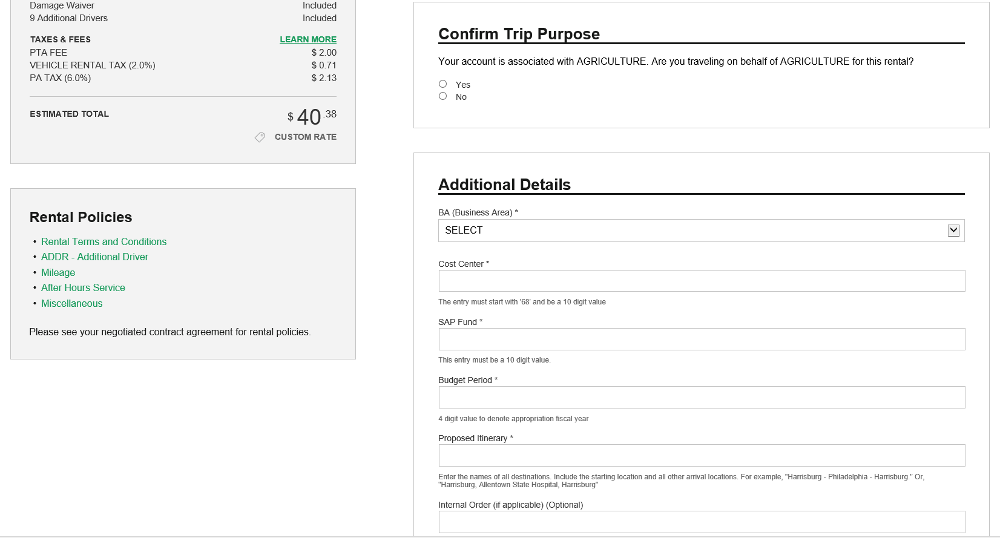 Damage Waiver Included
9 Additional Drivers Included
TAXES & FEES LEARN MORE
PTA FEE $ 2.00
VEHICLE RENTAL TAX (2.0%) $ 0.71
PA TAX (6.0%) $ 2.13
ESTIMATED TOTAL $ 40.38
CUSTOM RATE
Rental Policies
• Rental Terms and Conditions
• ADDR - Additional Driver
• Mileage
• After Hours Service
• Miscellaneous
Please see your negotiated contract agreement for rental policies.
Confirm Trip Purpose
Your account is associated with AGRICULTURE. Are you traveling on behalf of AGRICULTURE for this rental?
Yes
No
Additional Details
BA (Business Area) *
SELECT
Cost Center *
The entry must start with '68' and be a 10 digit value
SAP Fund *
This entry must be a 10 digit value.
Budget Period *
4 digit value to denote appropriation fiscal year
Proposed Itinerary *
Enter the names of all destinations. Include the starting location and all other arrival locations. For example, "Harrisburg - Philadelphia - Harrisburg." Or,
"Harrisburg, Allentown State Hospital, Harrisburg"
Internal Order (if applicable) (Optional)